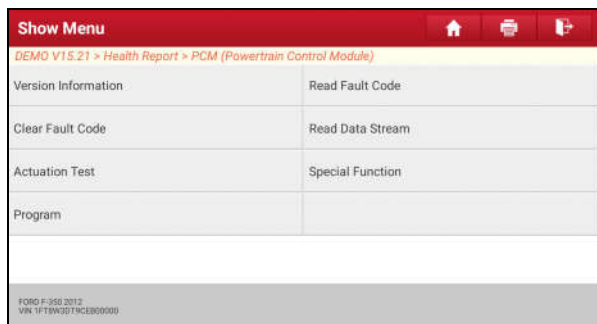 Show Menu
DEMO V15.21 > Health Report > PCM (Powertrain Control Module)
Version Information
Read Fault Code
Clear Fault Code
Read Data Stream
Actuation Test
Special Function
Program
FORD F-350 2012
VIN 1FT8W3DT9CEB00000